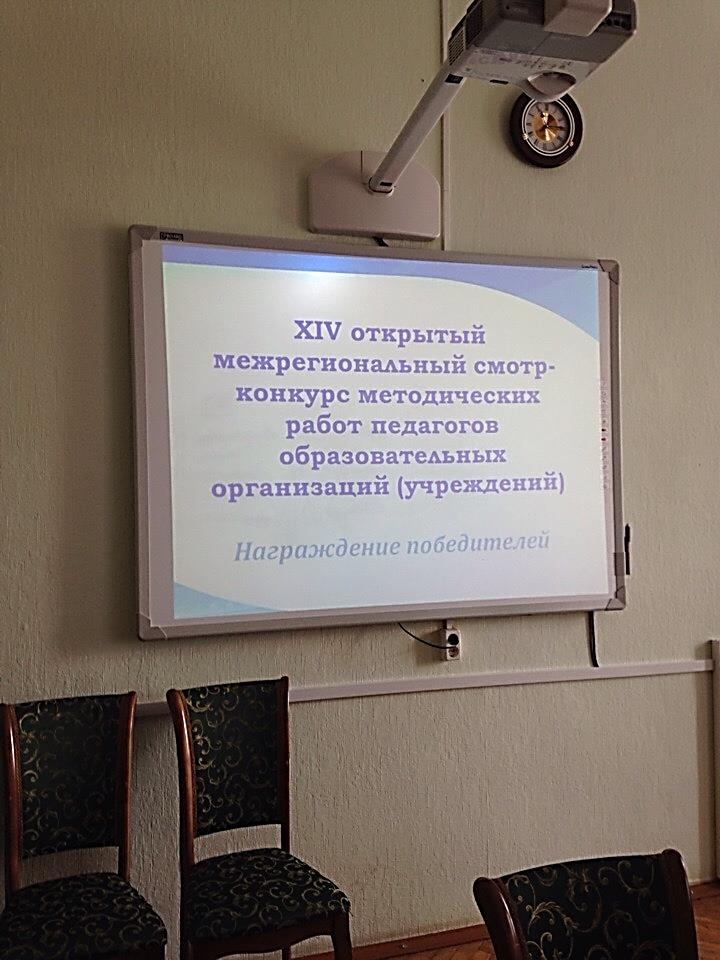 XIV открытый
межрегиональный смотр-
конкурс методических
работ педагогов
образовательных
организаций (учреждений)
Награждение победителей